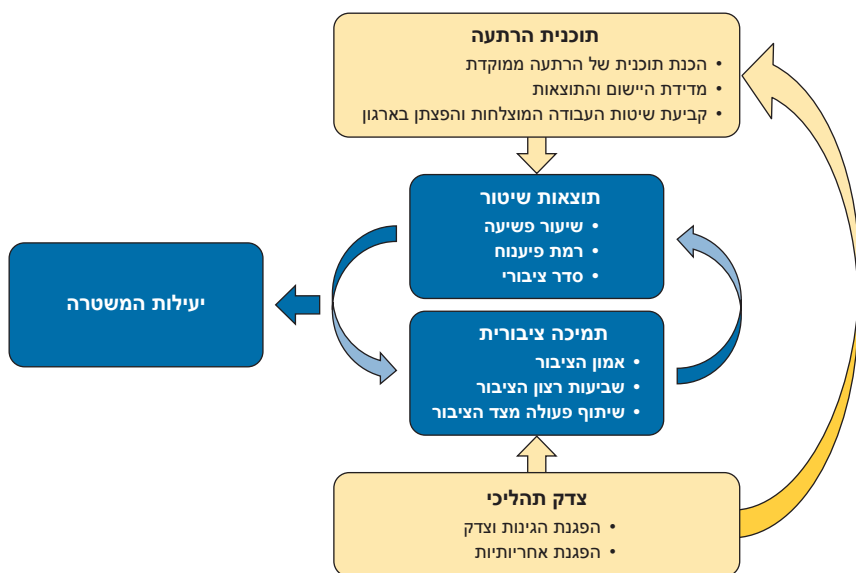 תוכנית הרתעה
• הכנת תוכנית של הרתעה ממוקדת
• מדידת היישום והתוצאות
• קביעת שיטות העבודה המוצלחות והפצתן בארגון
תוצאות שיטור
• שיעור פשיעה
• רמת פיענוח
• סדר ציבורי
יעילות המשטרה
תמיכה ציבורית
• אמון הציבור
• שביעות רצון הציבור
• שיתוף פעולה מצד הציבור
צדק תהליכי
• הפגנת הגינות וצדק
• הפגנת אחריותיות